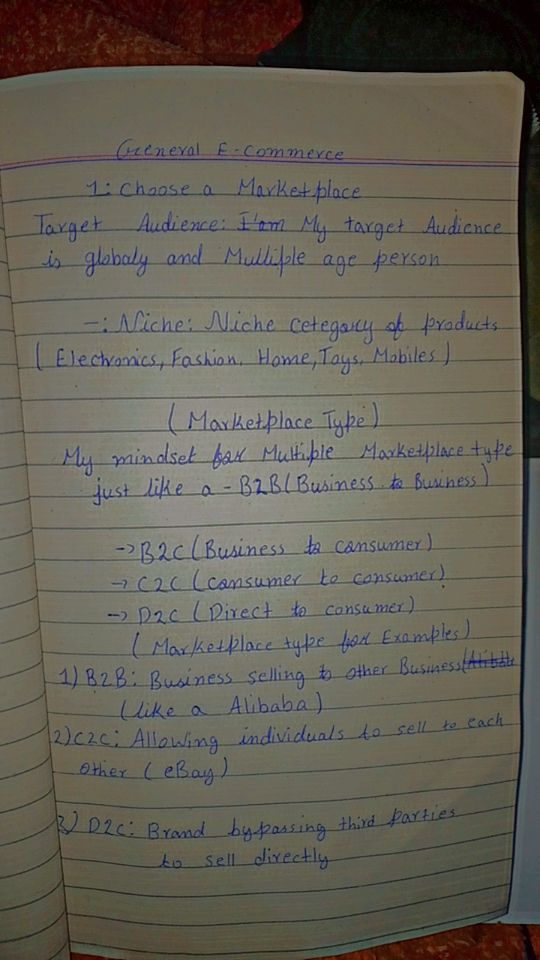 General E-commerce
1: Choose a Marketplace
Target Audience: I'am My target Audience
is globaly and Multiple age person
-: Niche: Niche cetegory of products
( Electronics, Fashion, Home, Toys, Mobiles )
( Marketplace Type )
My mindset for Multiple Marketplace type
just like a - B2B ( Business to Business )
→ B2C ( Business to consumer )
→ C2C ( consumer to consumer )
→ D2C ( Direct to consumer )
( Marketplace type for Examples )
1) B2B: Business selling to other Business
( like a Alibaba )
2) C2C: Allowing individuals to sell to each
other ( eBay )
3) D2C: Brand bypassing third parties
to sell directly